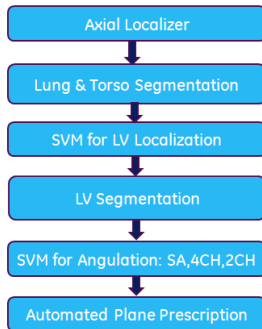 Axial Localizer
Lung & Torso Segmentation
SVM for LV Localization
LV Segmentation
SVM for Angulation: SA,4CH,2CH
Automated Plane Prescription